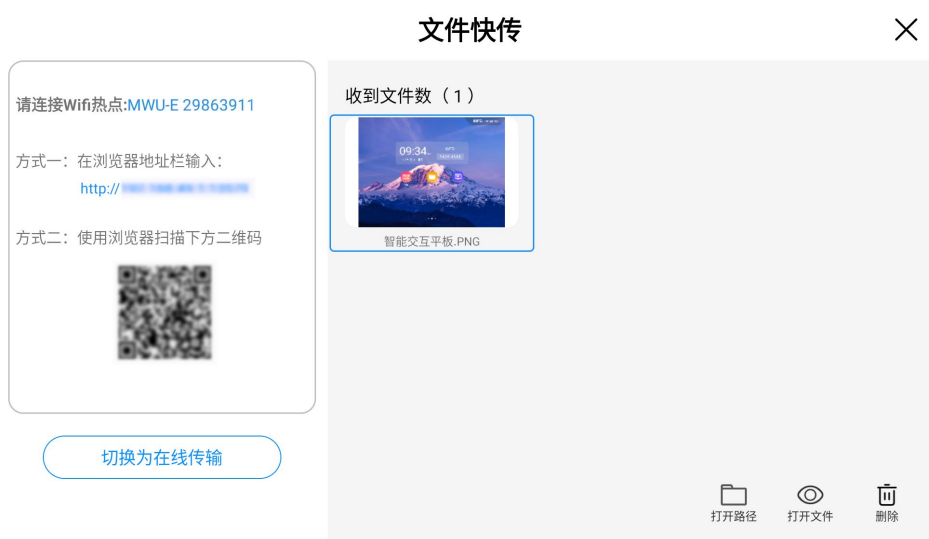 文件快传
请连接Wifi热点:MWU-E 29863911
方式一：在浏览器地址栏输入：
http://
方式二：使用浏览器扫描下方二维码
切换为在线传输
收到文件数（1）
09:34
智能交互平板.PNG
打开路径
打开文件
删除